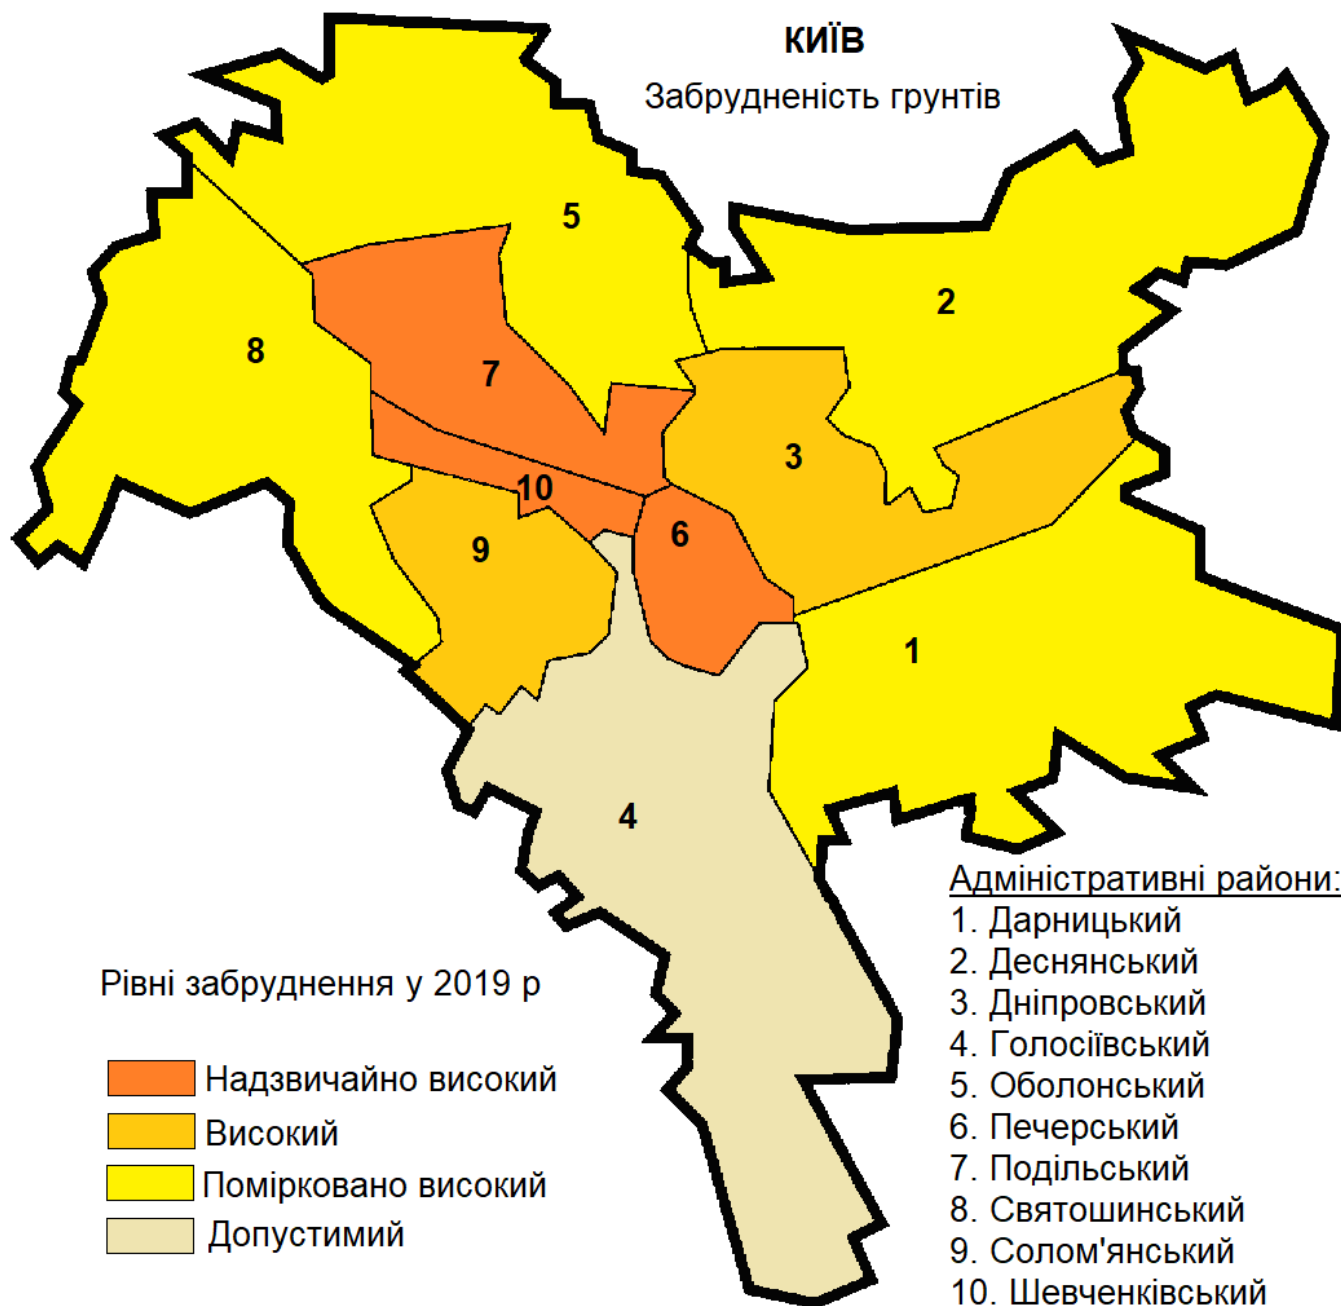 КИЇВ
Забрудненість грунтів
5
2
8
7
3
10
6
9
1
4
Адміністративні райони:
1. Дарницький
2. Деснянський
3. Дніпровський
4. Голосіївський
5. Оболонський
6. Печерський
7. Подільський
8. Святошинський
9. Солом'янський
10. Шевченківський
Рівні забруднення у 2019 р
Надзвичайно високий
Високий
Помірковано високий
Допустимий